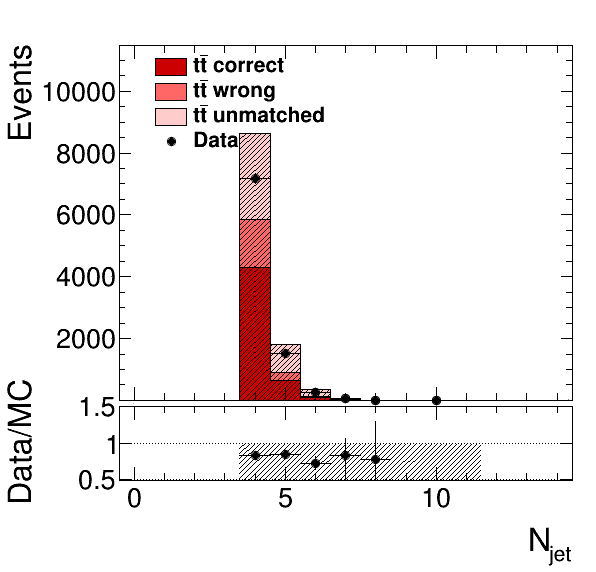 Events
tt̄ correct
tt̄ wrong
tt̄ unmatched
Data
10000
8000
6000
4000
2000
Data/MC
1.5
1
0.5
0 5 10
N_jet